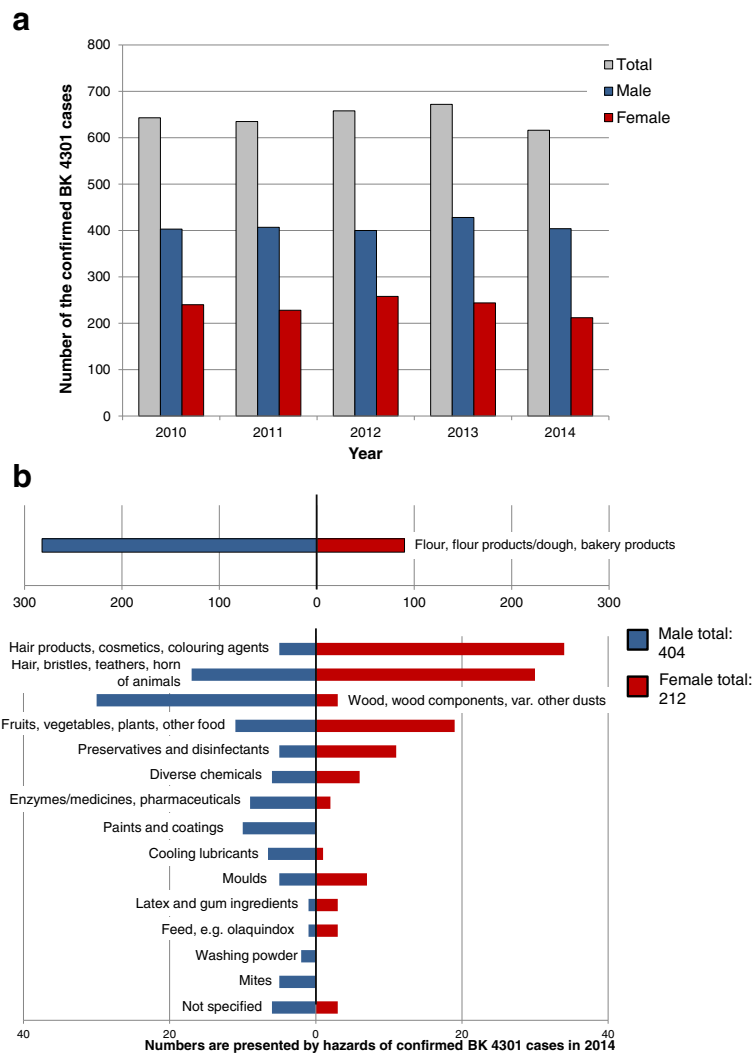 a
800
700
600
500
400
300
200
100
0
Number of the confirmed BK 4301 cases
Total
Male
Female
2010 2011 2012 2013 2014
Year
b
Flour, flour products/dough, bakery products
300 200 100 0 100 200 300
Hair products, cosmetics, colouring agents
Hair, bristles, feathers, horn
of animals
Wood, wood components, var. other dusts
Fruits, vegetables, plants, other food
Preservatives and disinfectants
Diverse chemicals
Enzymes/medicines, pharmaceuticals
Paints and coatings
Cooling lubricants
Moulds
Latex and gum ingredients
Feed, e.g. olaquindox
Washing powder
Mites
Not specified
Male total:
404
Female total:
212
40 20 0 20 40
Numbers are presented by hazards of confirmed BK 4301 cases in 2014